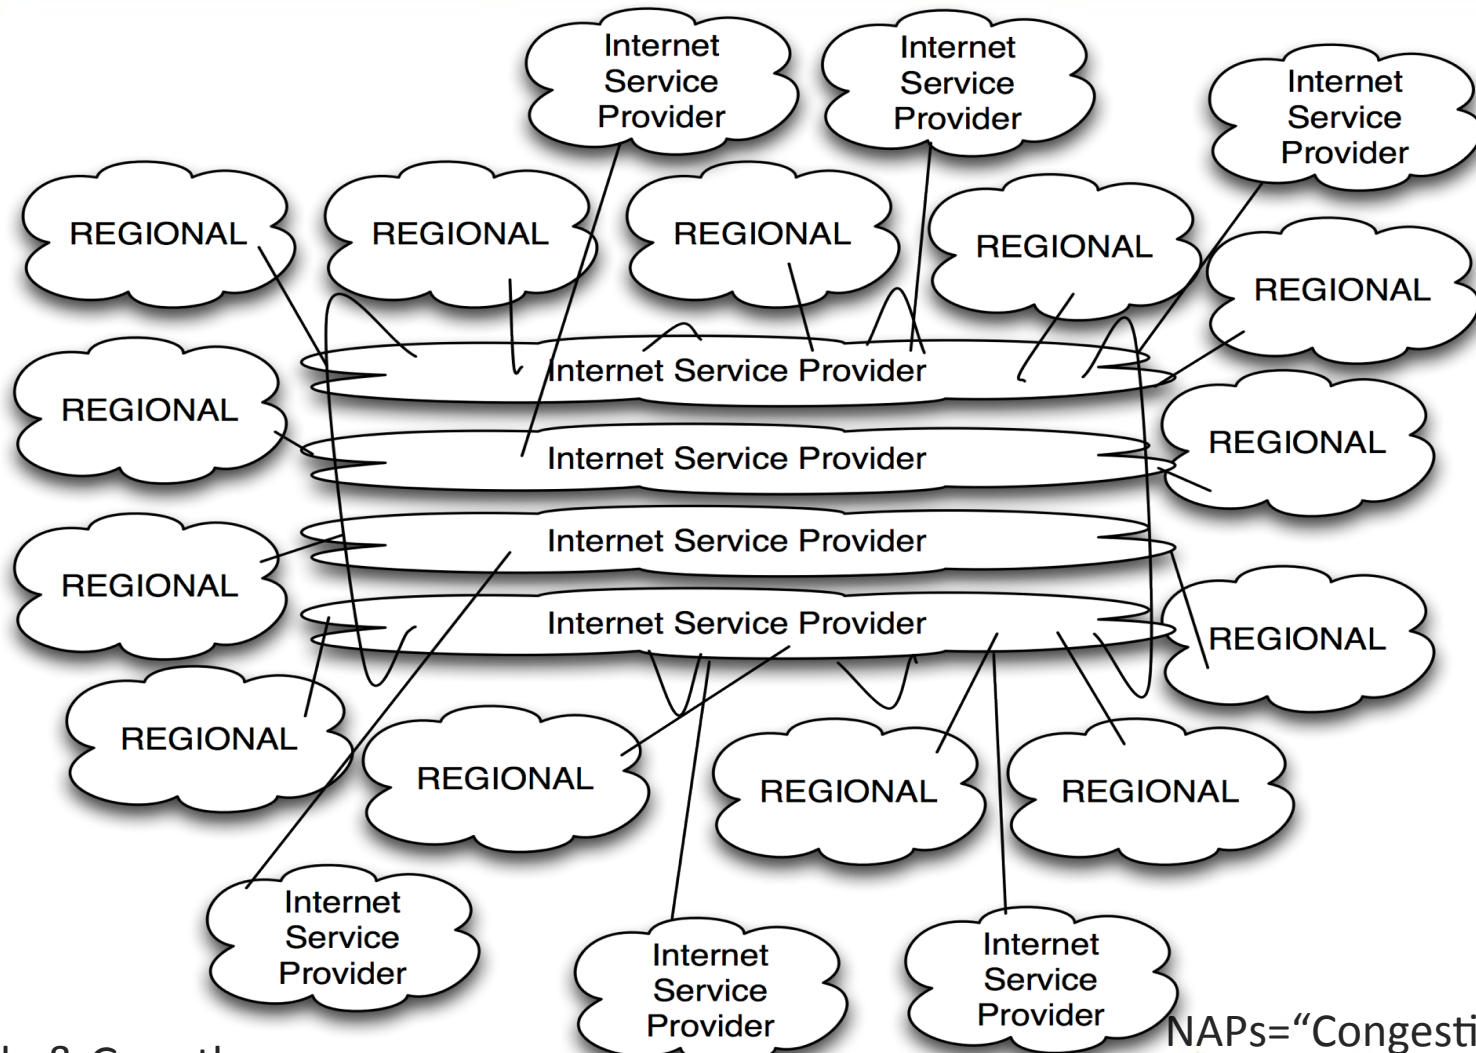 Internet
Service
Provider
Internet
Service
Provider
Internet
Service
Provider
REGIONAL
REGIONAL
REGIONAL
REGIONAL
REGIONAL
Internet Service Provider
REGIONAL
REGIONAL
Internet Service Provider
Internet Service Provider
REGIONAL
Internet Service Provider
REGIONAL
REGIONAL
REGIONAL
REGIONAL
REGIONAL
Internet
Service
Provider
Internet
Service
Provider
Internet
Service
Provider
NAPs=“Congesti
&